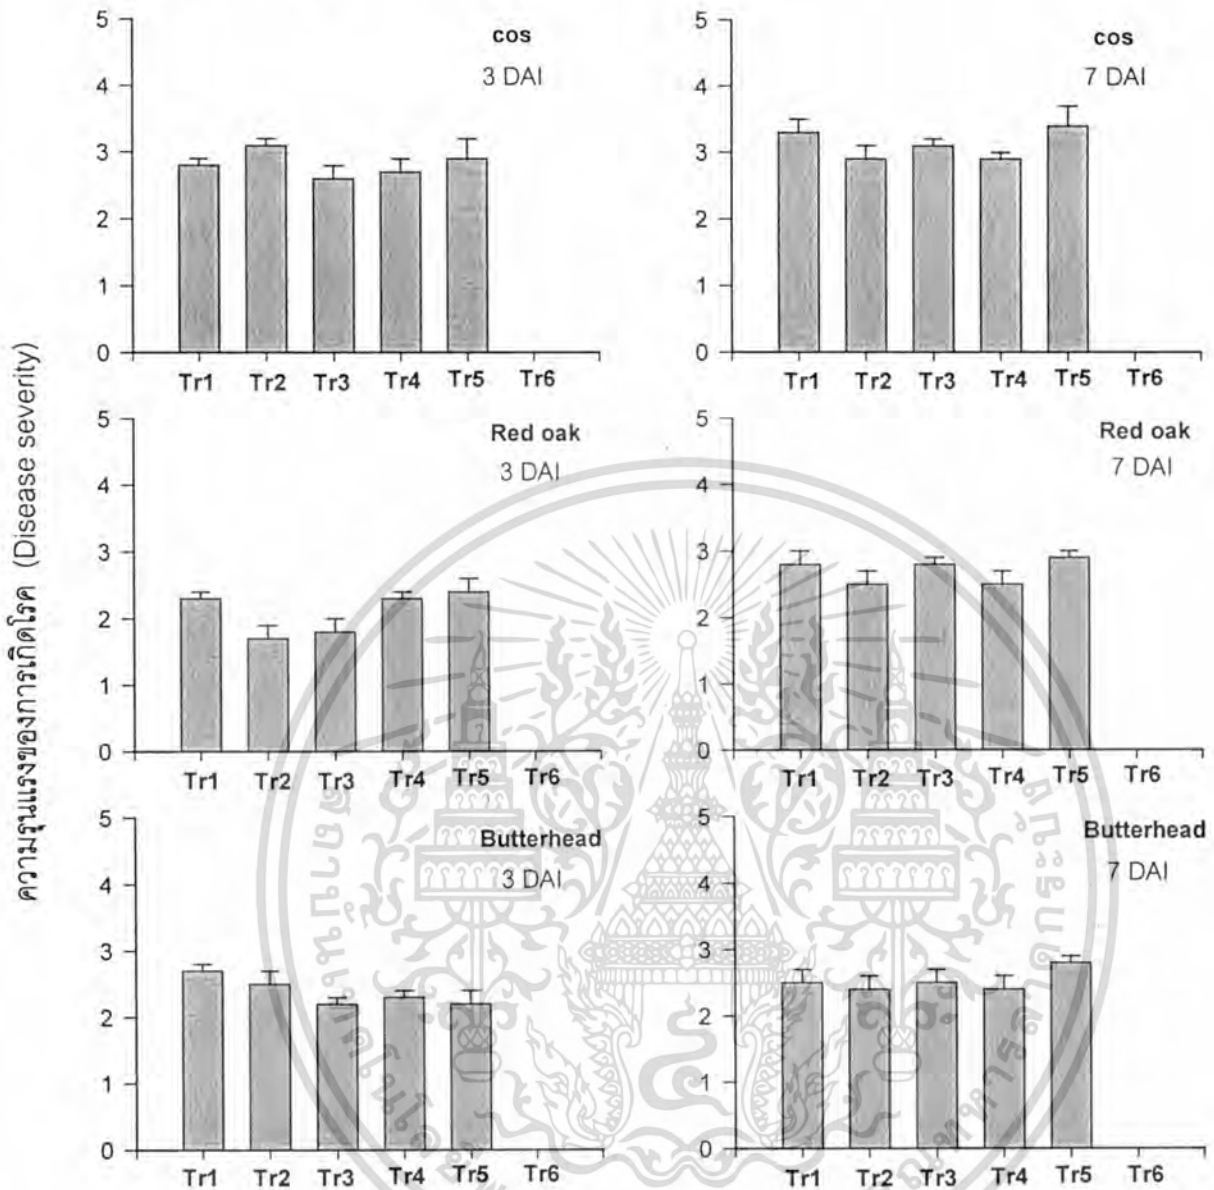 ความรุนแรงของการเกิดโรค (Disease severity)
cos
3 DAI
5
4
3
2
1
0
Tr1 Tr2 Tr3 Tr4 Tr5 Tr6
cos
7 DAI
5
4
3
2
1
0
Tr1 Tr2 Tr3 Tr4 Tr5 Tr6
Red oak
3 DAI
5
4
3
2
1
0
Tr1 Tr2 Tr3 Tr4 Tr5 Tr6
Red oak
7 DAI
5
4
3
2
1
0
Tr1 Tr2 Tr3 Tr4 Tr5 Tr6
Butterhead
3 DAI
5
4
3
2
1
0
Tr1 Tr2 Tr3 Tr4 Tr5 Tr6
Butterhead
7 DAI
5
4
3
2
1
0
Tr1 Tr2 Tr3 Tr4 Tr5 Tr6